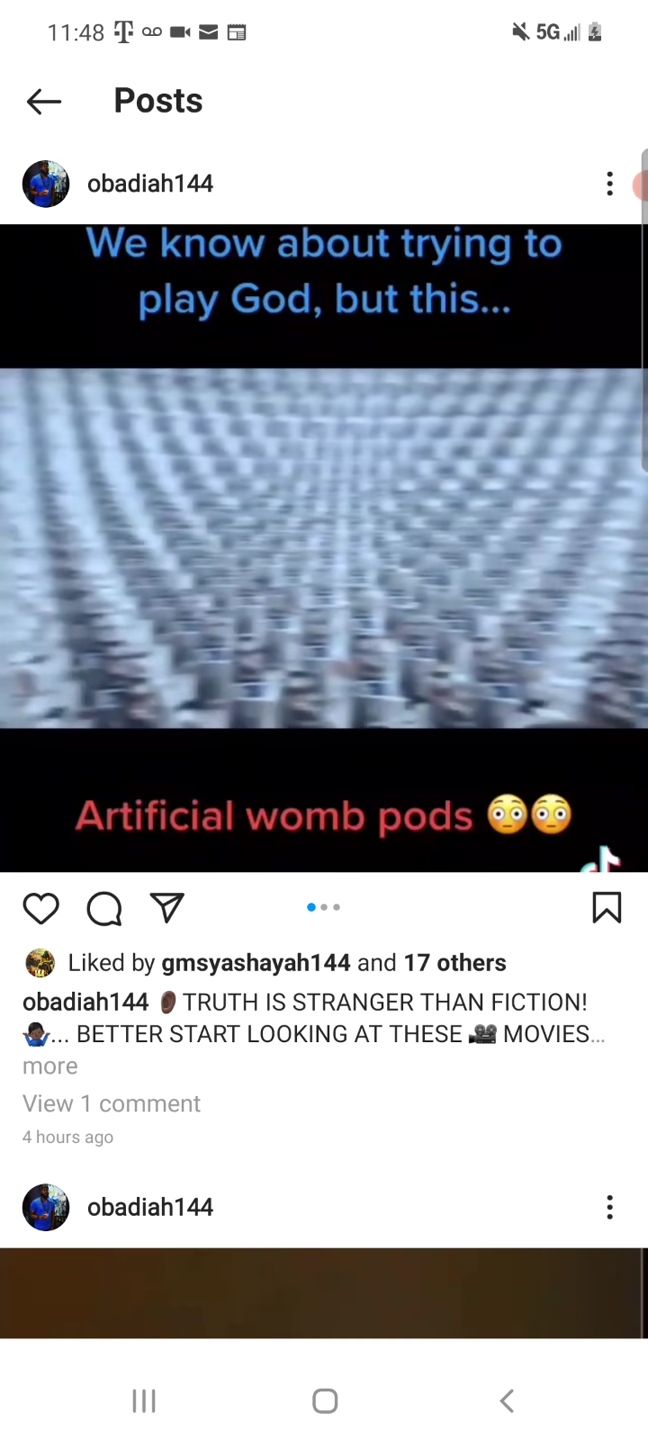 11:48
5G
Posts
obadiah144
We know about trying to
play God, but this...
Artificial womb pods 😳😳
Liked by gmsyashayah144 and 17 others
obadiah144 👂🏿TRUTH IS STRANGER THAN FICTION!
🤷🏿‍♂️... BETTER START LOOKING AT THESE 🎥 MOVIES...
more
View 1 comment
4 hours ago
obadiah144